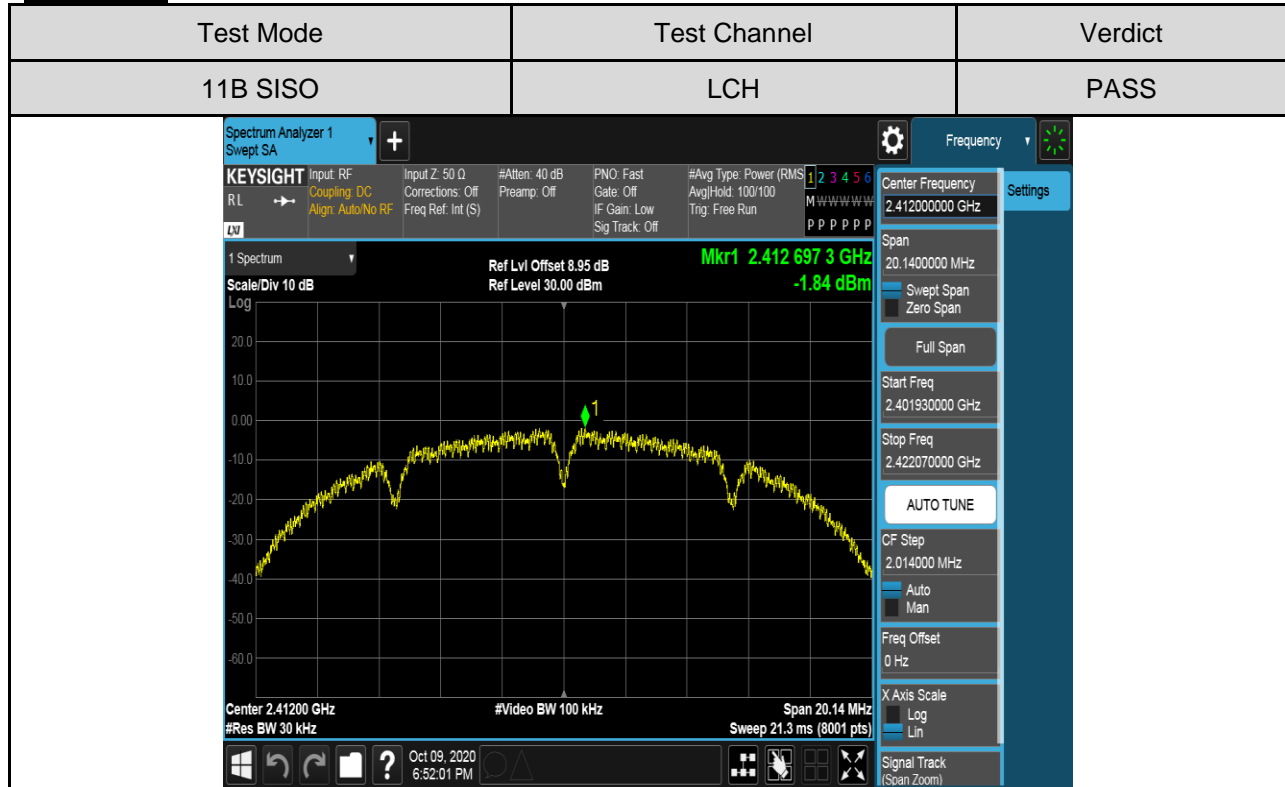 Test Mode Test Channel Verdict
11B SISO LCH PASS
Spectrum Analyzer 1
Swept SA
Frequency
KEYSIGHT Input: RF Input Z: 50 Ω #Atten: 40 dB PNO: Fast #Avg Type: Power (RMS 1 2 3 4 5 6
RL Coupling: DC Corrections: Off Preamp: Off Gate: Off Avg|Hold: 100/100 M W W W W W
Align: Auto/No RF Freq Ref: Int (S) IF Gain: Low Trig: Free Run
LXI Sig Track: Off P P P P P P
1 Spectrum
Scale/Div 10 dB
Ref Lvl Offset 8.95 dB
Ref Level 30.00 dBm
Mkr1 2.412 697 3 GHz
-1.84 dBm
Log
20.0
10.0
0.00
-10.0
-20.0
-30.0
-40.0
-50.0
-60.0
1
Center 2.41200 GHz #Video BW 100 kHz Span 20.14 MHz
#Res BW 30 kHz Sweep 21.3 ms (8001 pts)
Oct 09, 2020
6:52:01 PM
Center Frequency
2.412000000 GHz
Settings
Span
20.1400000 MHz
Swept Span
Zero Span
Full Span
Start Freq
2.401930000 GHz
Stop Freq
2.422070000 GHz
AUTO TUNE
CF Step
2.014000 MHz
Auto
Man
Freq Offset
0 Hz
X Axis Scale
Log
Lin
Signal Track
(Span Zoom)